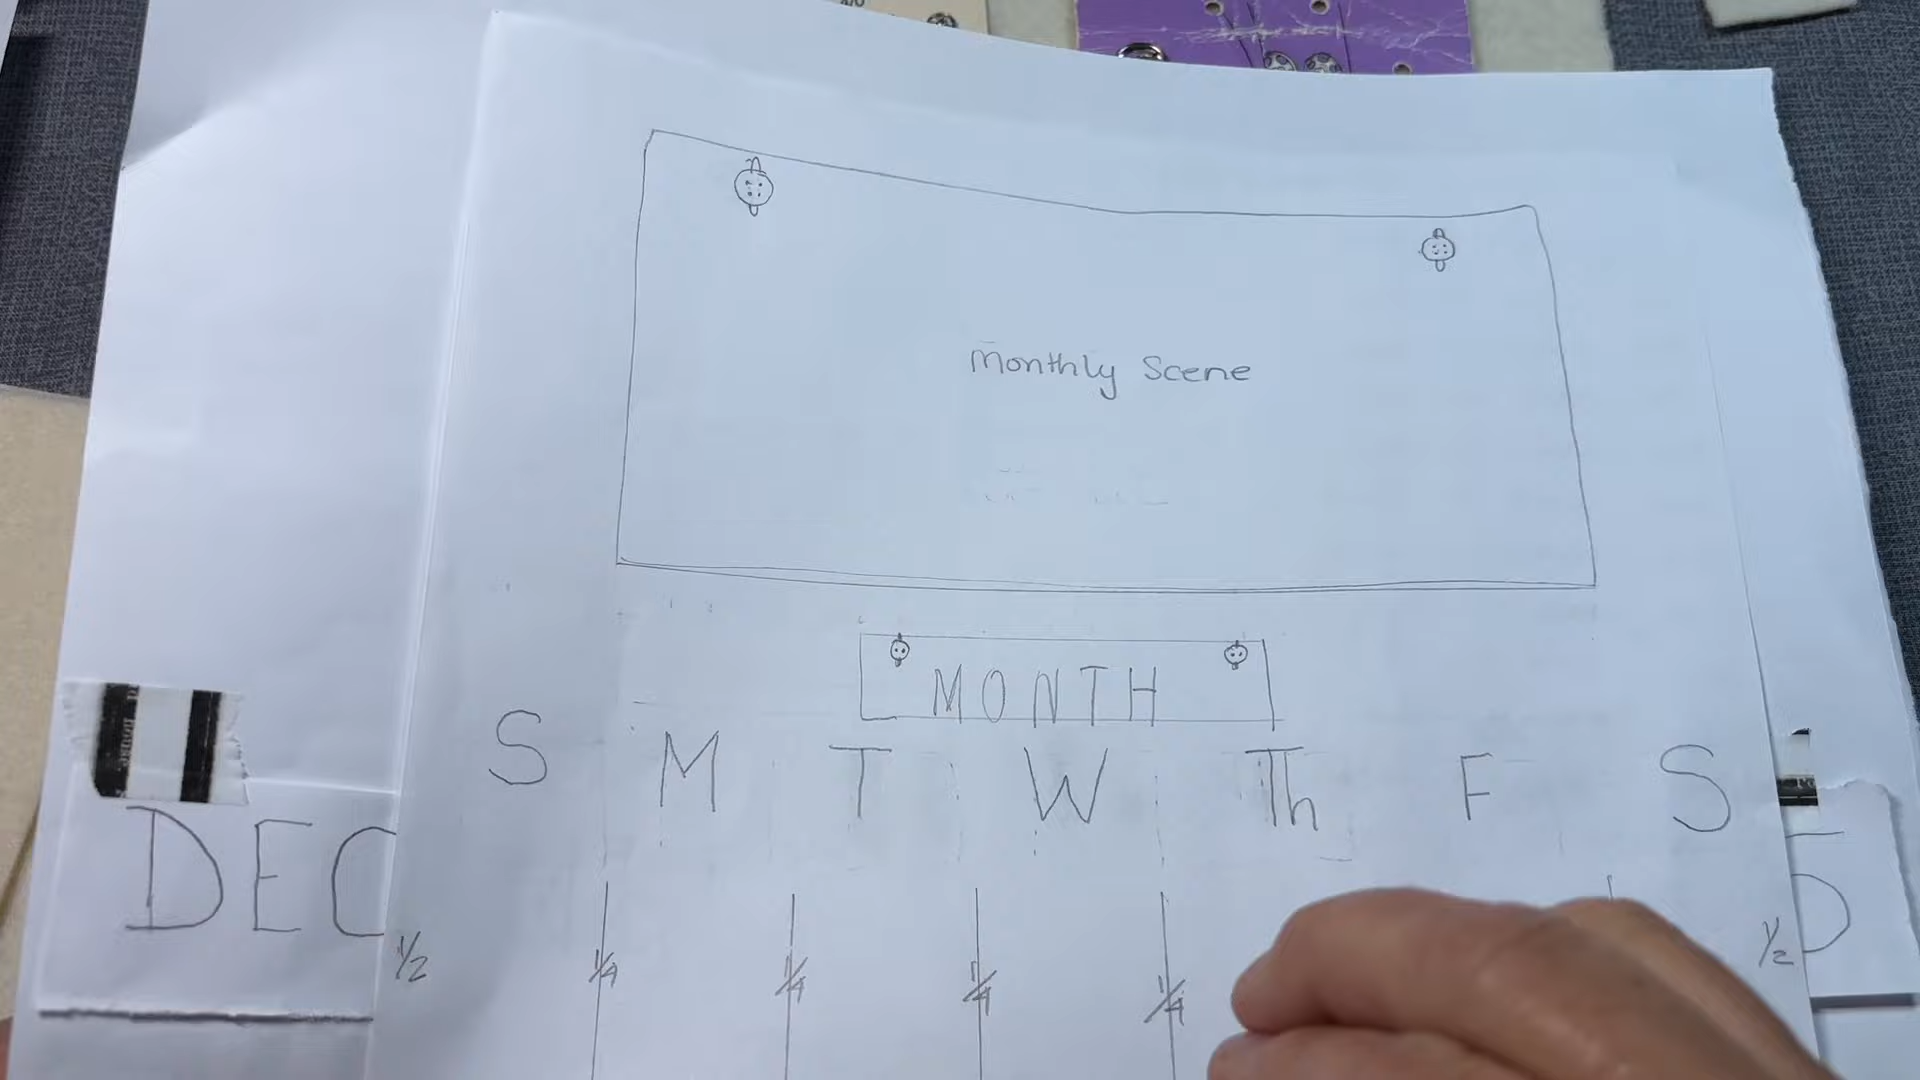 Monthly Scene
MONTH
S M T W Th F S
DEC
1/2 1/4 1/4 1/4 1/4 1/2